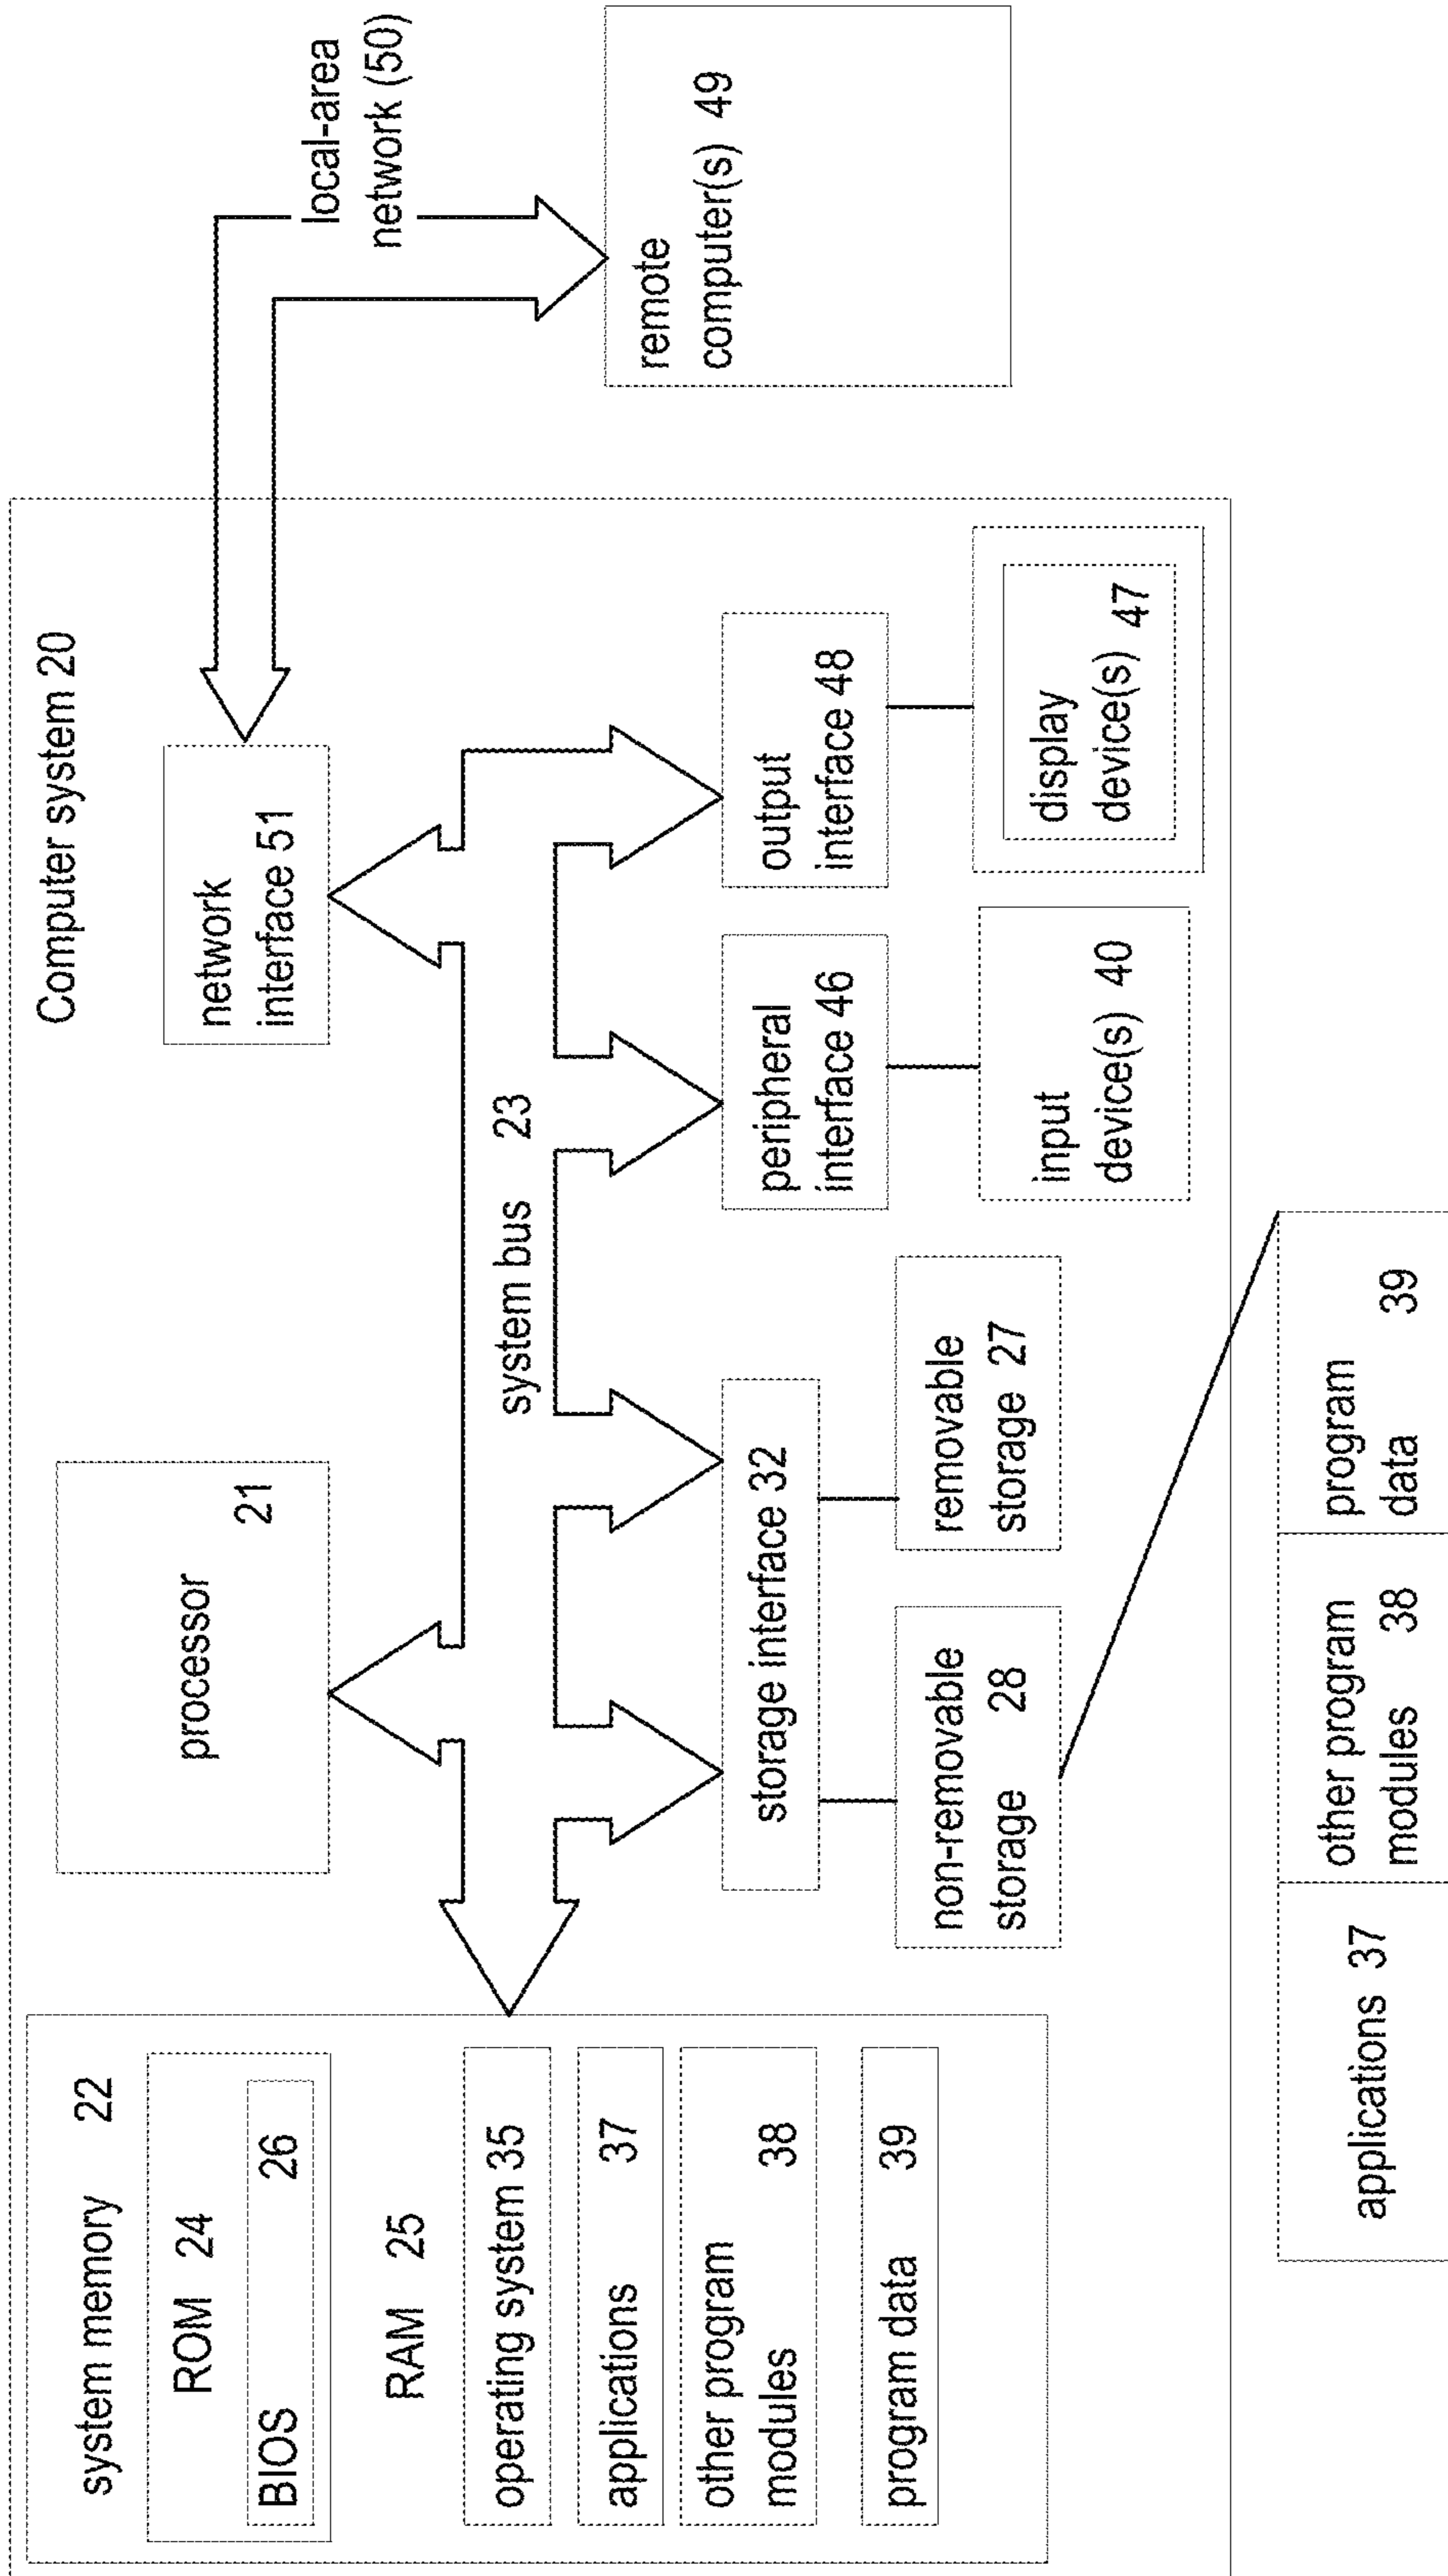 Computer system 20
system memory 22
ROM 24
BIOS 26
RAM 25
operating system 35
applications 37
other program
modules 38
program data 39
processor
21
network
interface 51
local-area
network (50)
system bus 23
storage interface 32
peripheral
interface 46
output
interface 48
remote
computer(s) 49
non-removable
storage 28
removable
storage 27
input
device(s) 40
display
device(s) 47
applications 37
other program
modules 38
program
data 39